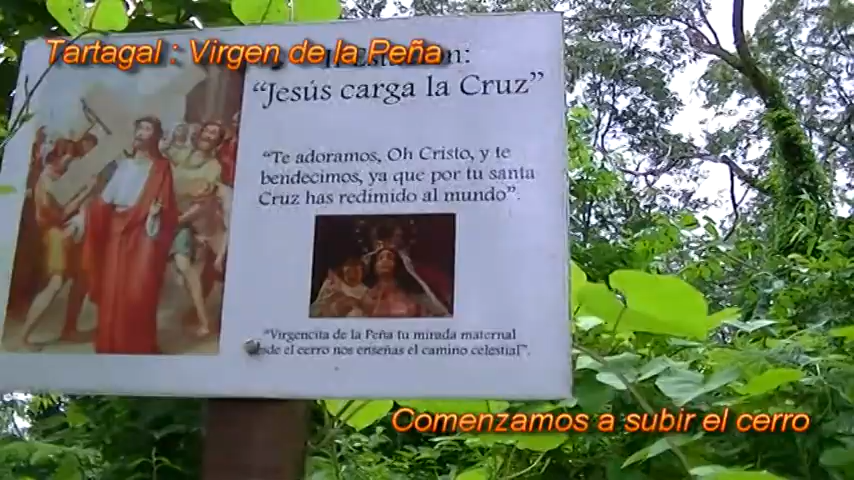 Tartagal : Virgen de la Peña
“Jesús carga la Cruz”
“Te adoramos, Oh Cristo, y te
bendecimos, ya que por tu santa
Cruz has redimido al mundo”.
“Virgencita de la Peña tu mirada maternal
desde el cerro nos enseñas el camino celestial”.
Comenzamos a subir el cerro